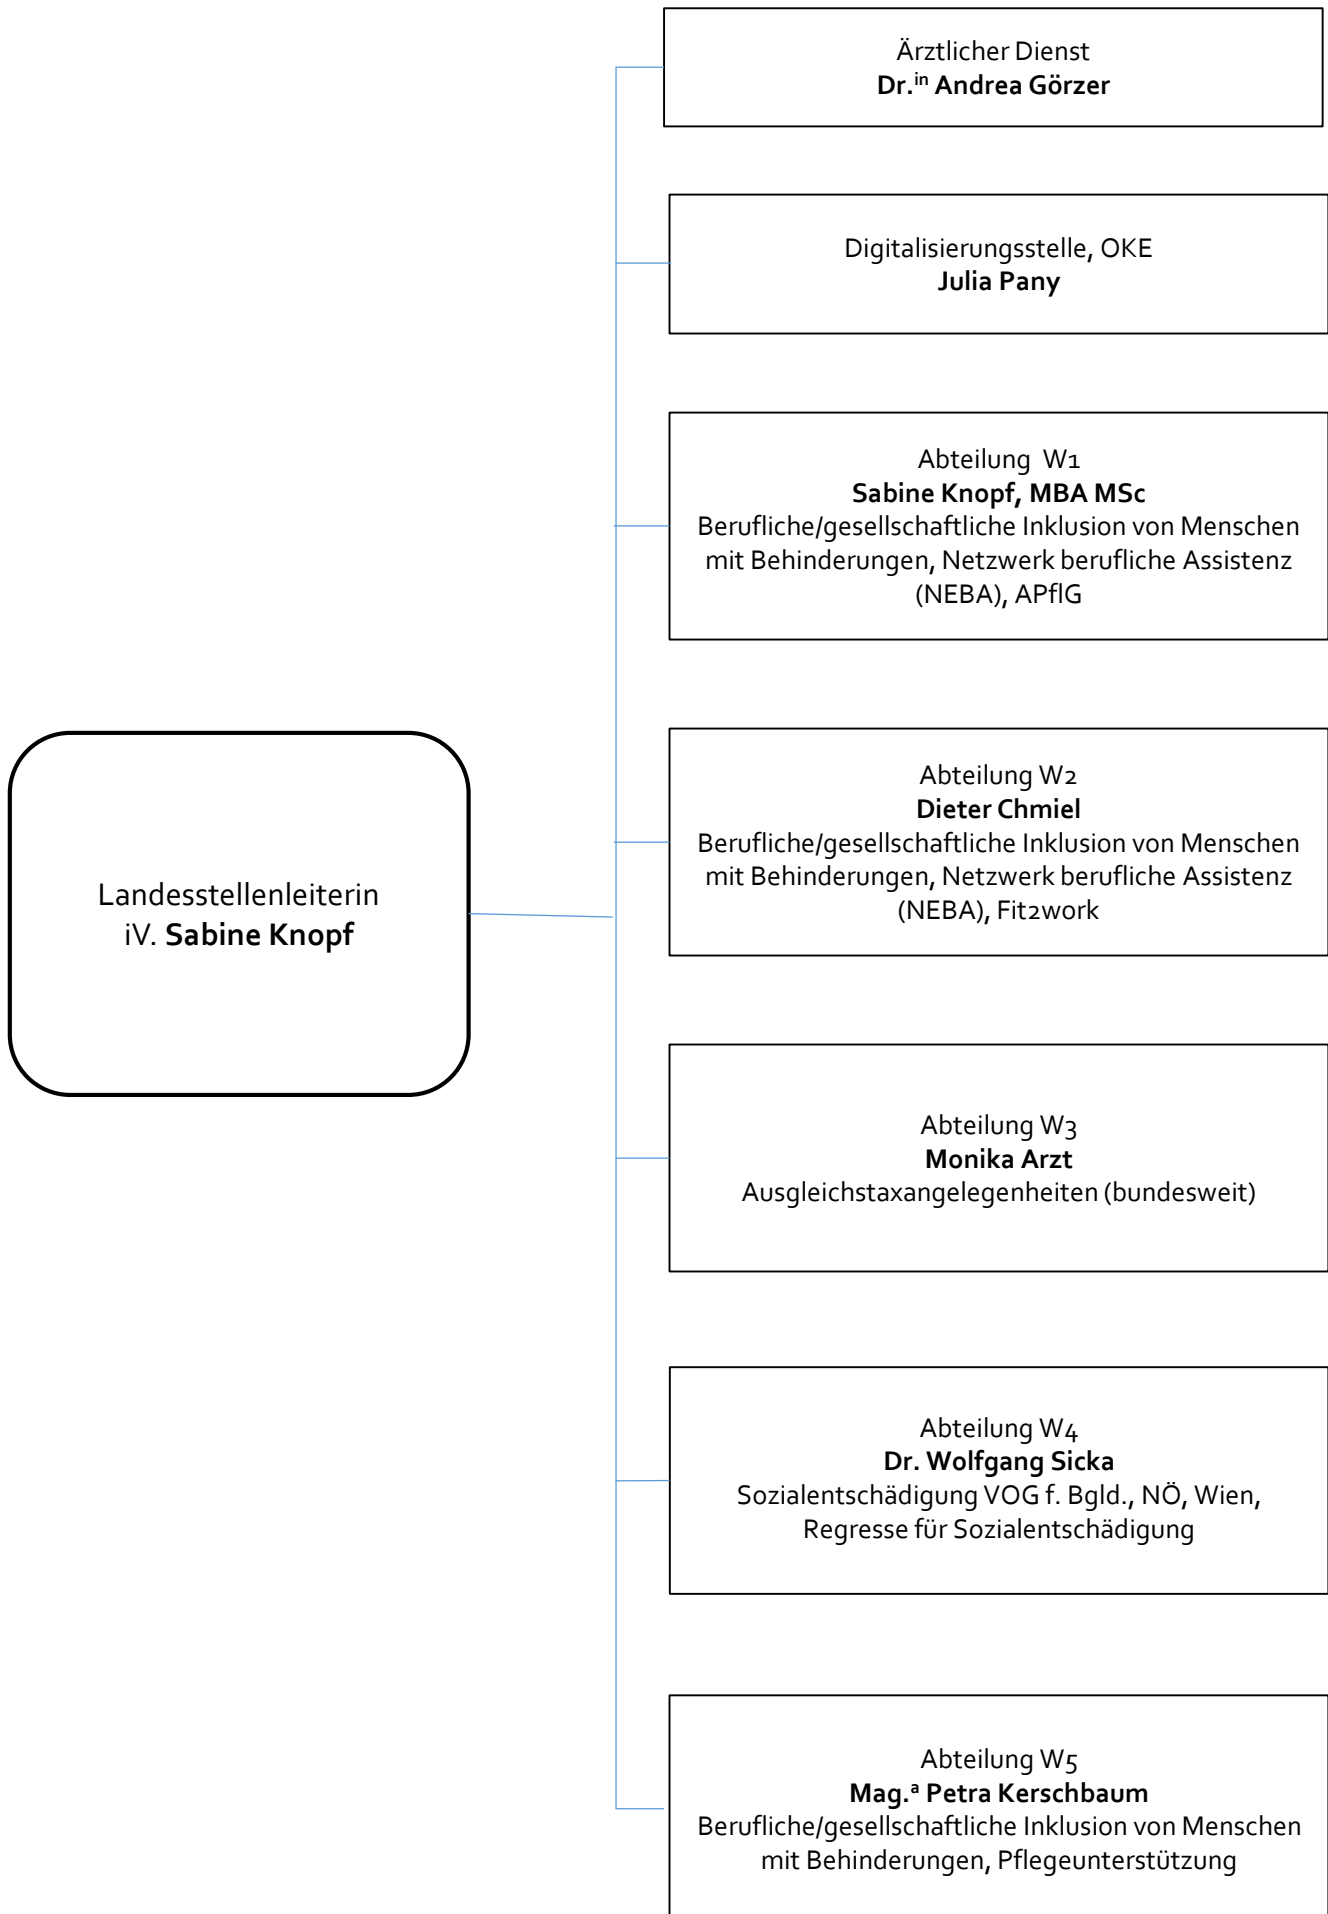 Ärztlicher Dienst
Dr.ⁱⁿ Andrea Görzer
Digitalisierungsstelle, OKE
Julia Pany
Abteilung W1
Sabine Knopf, MBA MSc
Berufliche/gesellschaftliche Inklusion von Menschen
mit Behinderungen, Netzwerk berufliche Assistenz
(NEBA), APflG
Landesstellenleiterin
iV. Sabine Knopf
Abteilung W2
Dieter Chmiel
Berufliche/gesellschaftliche Inklusion von Menschen
mit Behinderungen, Netzwerk berufliche Assistenz
(NEBA), Fit2work
Abteilung W3
Monika Arzt
Ausgleichstaxangelegenheiten (bundesweit)
Abteilung W4
Dr. Wolfgang Sicka
Sozialentschädigung VOG f. Bgld., NÖ, Wien,
Regresse für Sozialentschädigung
Abteilung W5
Mag.ᵃ Petra Kerschbaum
Berufliche/gesellschaftliche Inklusion von Menschen
mit Behinderungen, Pflegeunterstützung